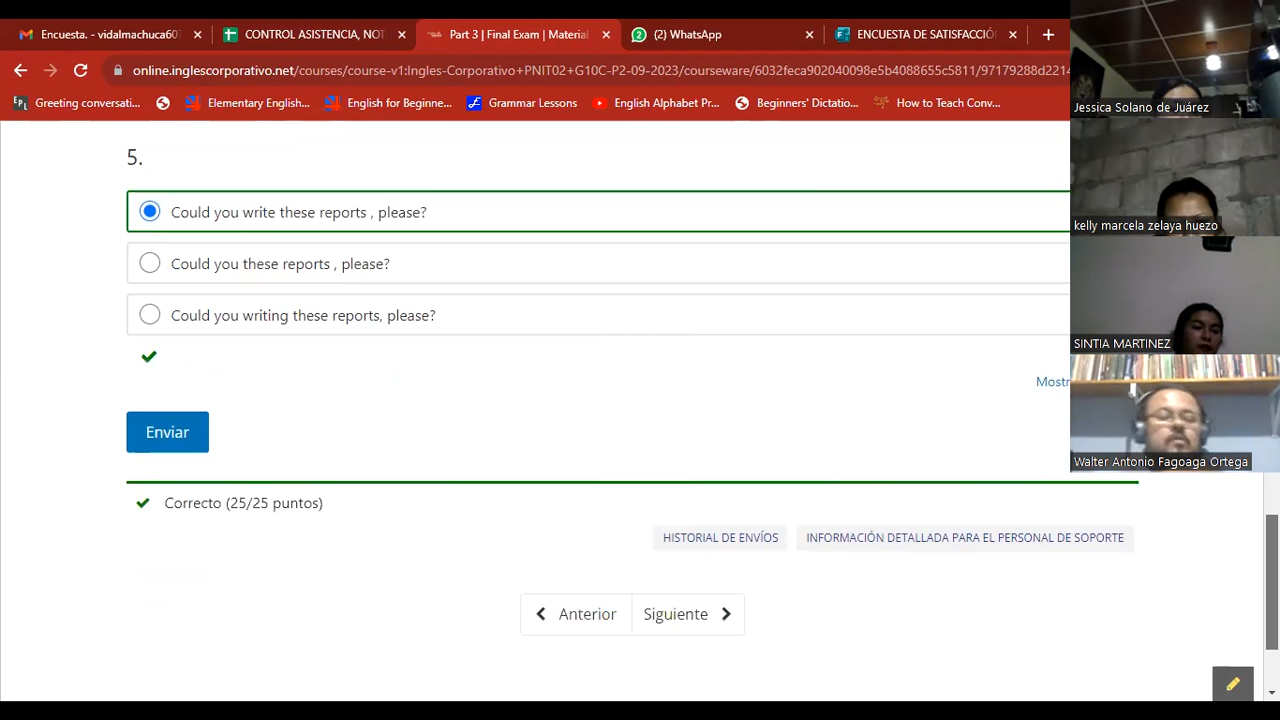 Encuesta. - vidalmachuca607
CONTROL ASISTENCIA, NOT
Part 3 | Final Exam | Material
(2) WhatsApp
ENCUESTA DE SATISFACCIÓ
online.inglescorporativo.net/courses/course-v1:Ingles-Corporativo+PNIT02+G10C-P2-09-2023/courseware/6032feca902040098e5b4088655c5811/97179288d2214
Greeting conversati...
Elementary English...
English for Beginne...
Grammar Lessons
English Alphabet Pr...
Beginners' Dictatio...
How to Teach Conv...
Jessica Solano de Juárez
kelly marcela zelaya huezo
SINTIA MARTINEZ
Walter Antonio Fagoaga Ortega
5.
Could you write these reports , please?
Could you these reports , please?
Could you writing these reports, please?
Mostr
Enviar
Correcto (25/25 puntos)
HISTORIAL DE ENVÍOS
INFORMACIÓN DETALLADA PARA EL PERSONAL DE SOPORTE
Anterior
Siguiente